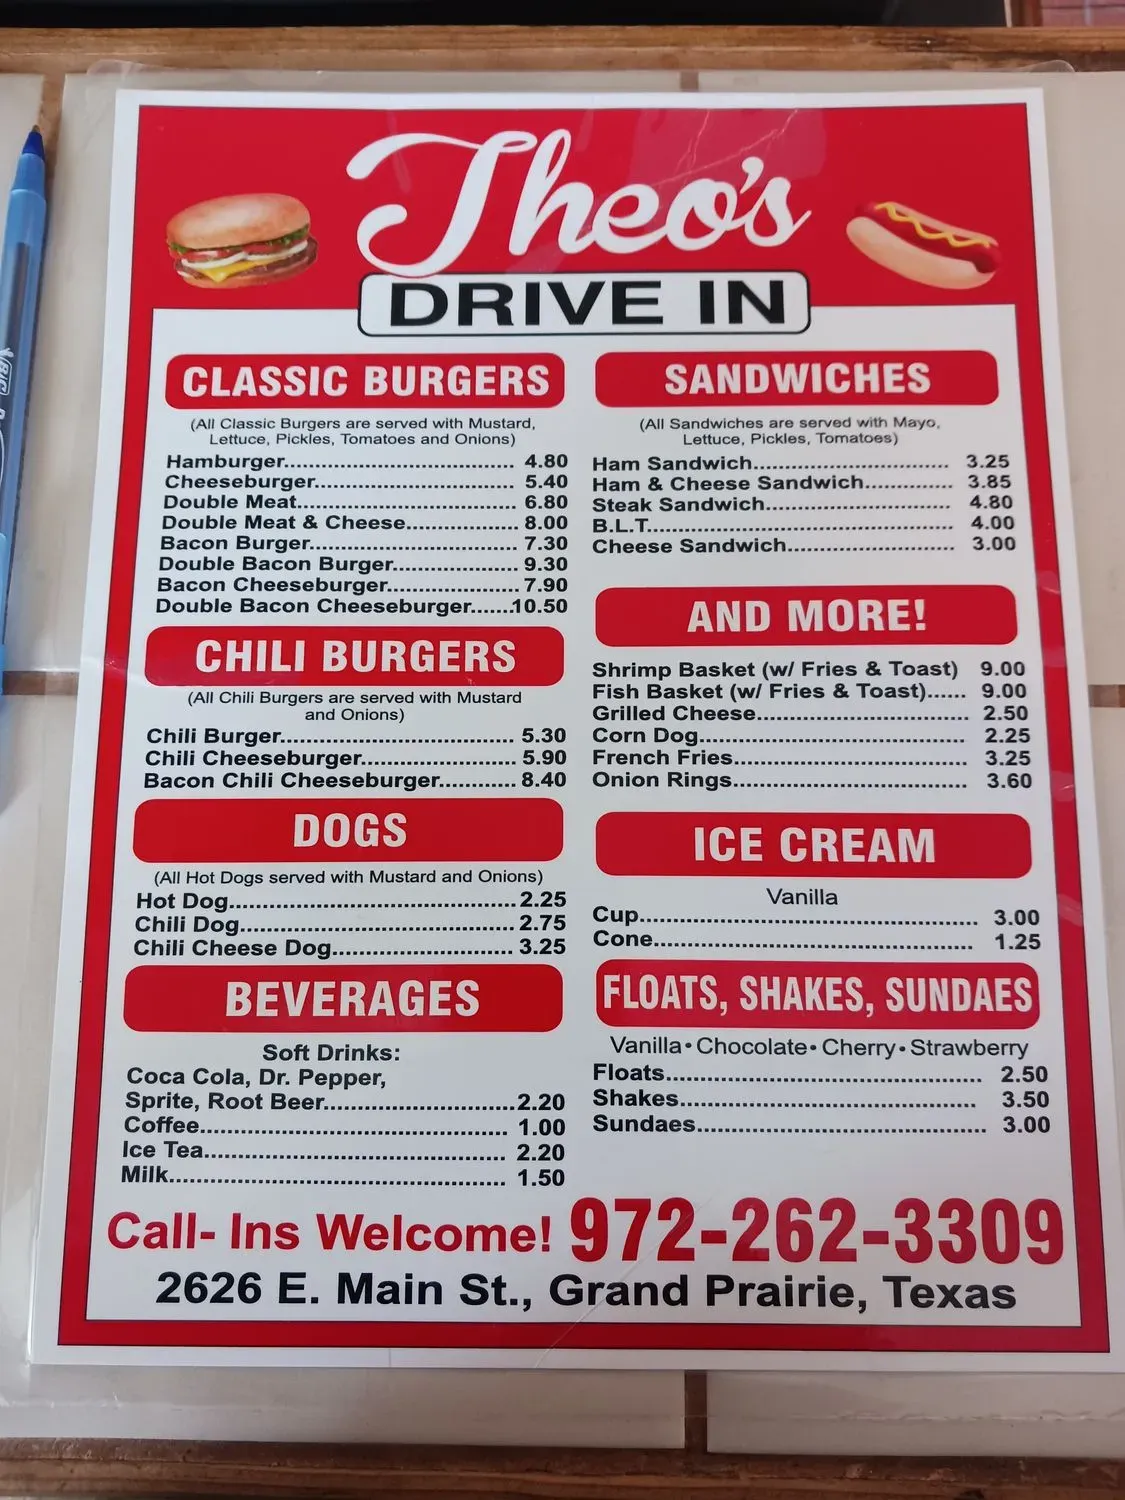 Theo's
DRIVE IN
CLASSIC BURGERS
(All Classic Burgers are served with Mustard,
Lettuce, Pickles, Tomatoes and Onions)
Hamburger................................. 4.80
Cheeseburger............................. 5.40
Double Meat................................ 6.80
Double Meat & Cheese................ 8.00
Bacon Burger.............................. 7.30
Double Bacon Burger.................. 9.30
Bacon Cheeseburger................... 7.90
Double Bacon Cheeseburger......10.50
CHILI BURGERS
(All Chili Burgers are served with Mustard
and Onions)
Chili Burger.................................. 5.30
Chili Cheeseburger...................... 5.90
Bacon Chili Cheeseburger........... 8.40
DOGS
(All Hot Dogs served with Mustard and Onions)
Hot Dog.........................................2.25
Chili Dog.......................................2.75
Chili Cheese Dog......................... 3.25
BEVERAGES
Soft Drinks:
Coca Cola, Dr. Pepper,
Sprite, Root Beer..........................2.20
Coffee.......................................... 1.00
Ice Tea......................................... 2.20
Milk.............................................. 1.50
SANDWICHES
(All Sandwiches are served with Mayo,
Lettuce, Pickles, Tomatoes)
Ham Sandwich............................ 3.25
Ham & Cheese Sandwich............ 3.85
Steak Sandwich.......................... 4.80
B.L.T........................................... 4.00
Cheese Sandwich........................ 3.00
AND MORE!
Shrimp Basket (w/ Fries & Toast) 9.00
Fish Basket (w/ Fries & Toast)...... 9.00
Grilled Cheese............................. 2.50
Corn Dog..................................... 2.25
French Fries................................ 3.25
Onion Rings................................ 3.60
ICE CREAM
Vanilla
Cup.............................................. 3.00
Cone............................................ 1.25
FLOATS, SHAKES, SUNDAES
Vanilla • Chocolate • Cherry • Strawberry
Floats.......................................... 2.50
Shakes........................................ 3.50
Sundaes...................................... 3.00
Call- Ins Welcome! 972-262-3309
2626 E. Main St., Grand Prairie, Texas
BIC